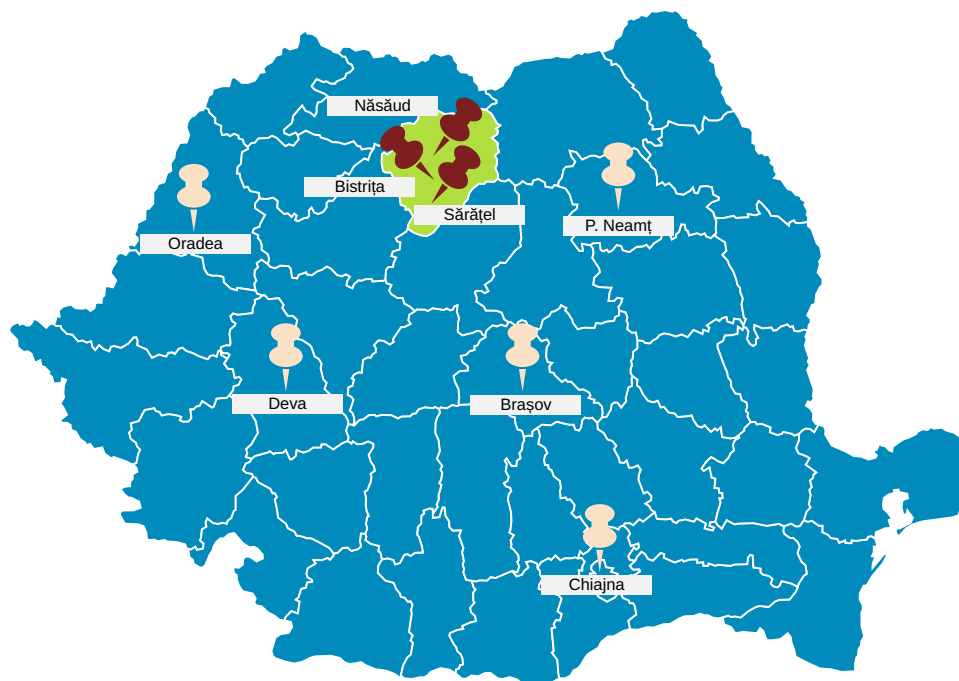 Năsăud
Bistrița
Sărățel
P. Neamț
Oradea
Deva
Brașov
Chiajna